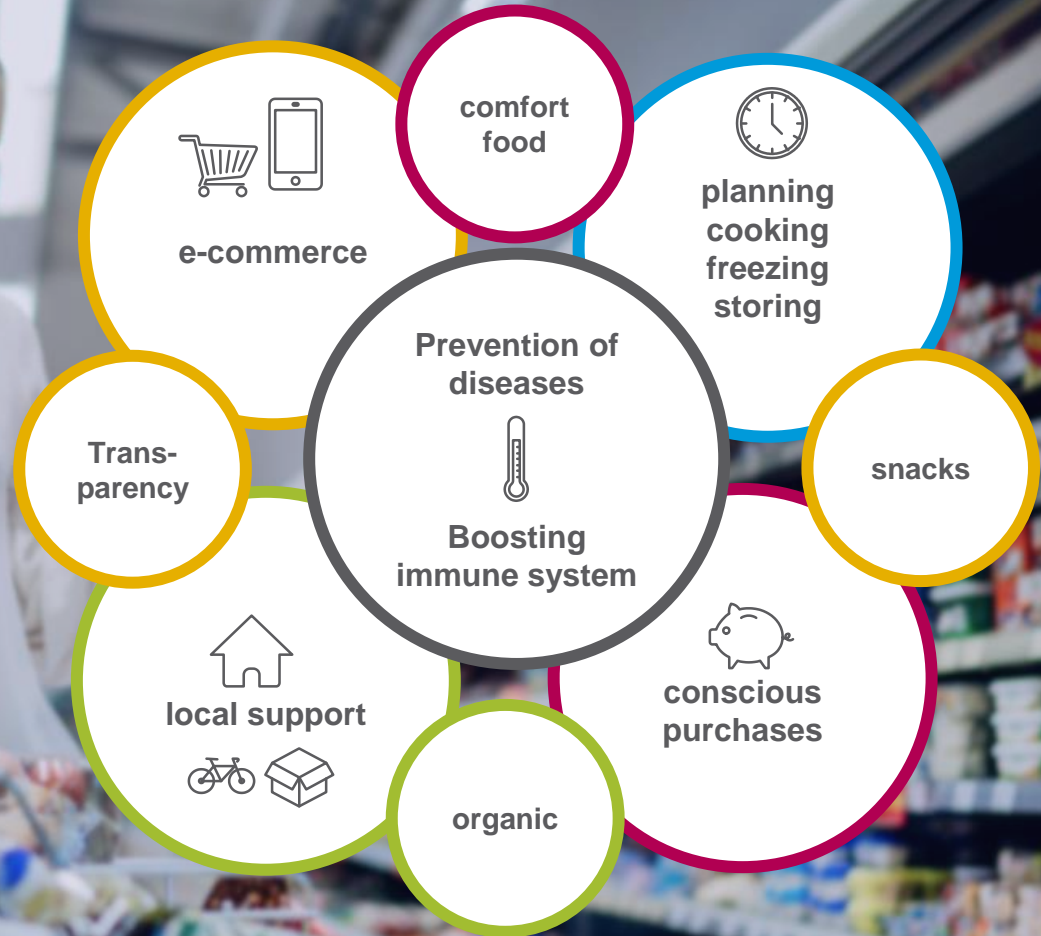 comfort
food
e-commerce
planning
cooking
freezing
storing
Prevention of
diseases
Boosting
immune system
Trans-
parency
snacks
local support
conscious
purchases
organic